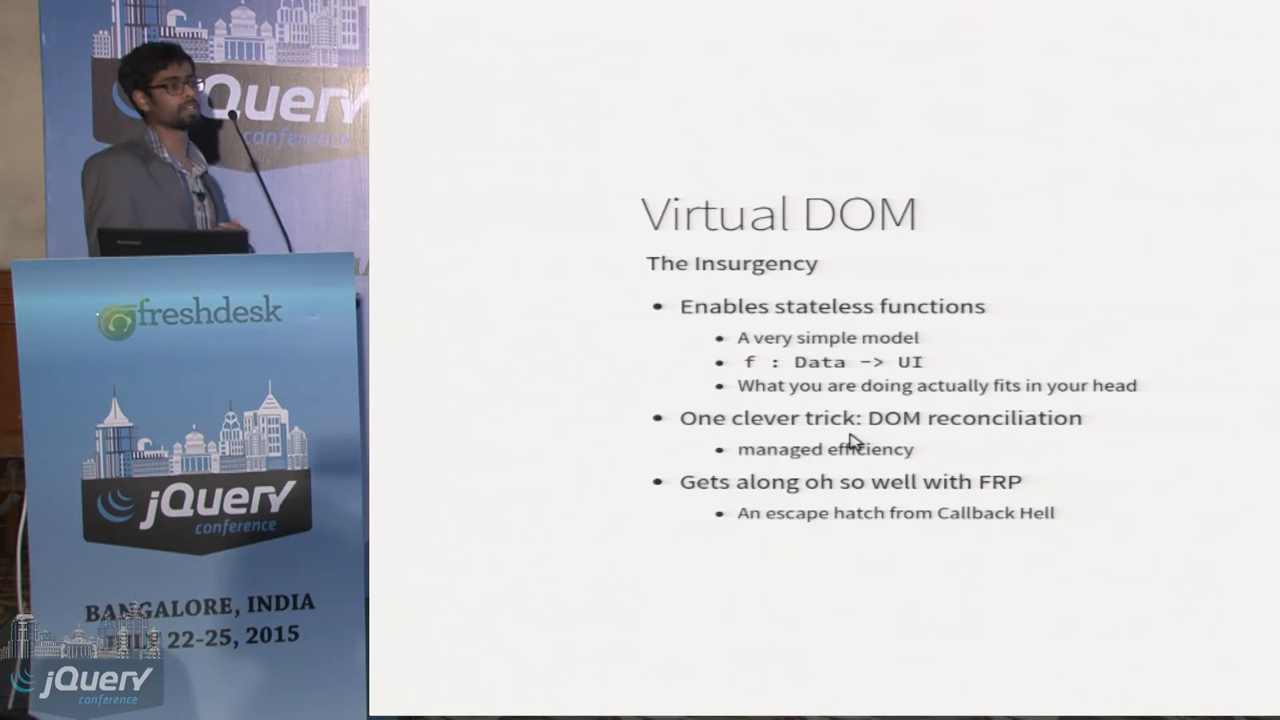 jQuery
conference
freshdesk
jQuery
conference
BANGALORE, INDIA
22-25, 2015
jQuery
conference
Virtual DOM
The Insurgency
• Enables stateless functions
• A very simple model
• f : Data -> UI
• What you are doing actually fits in your head
• One clever trick: DOM reconciliation
• managed efficiency
• Gets along oh so well with FRP
• An escape hatch from Callback Hell